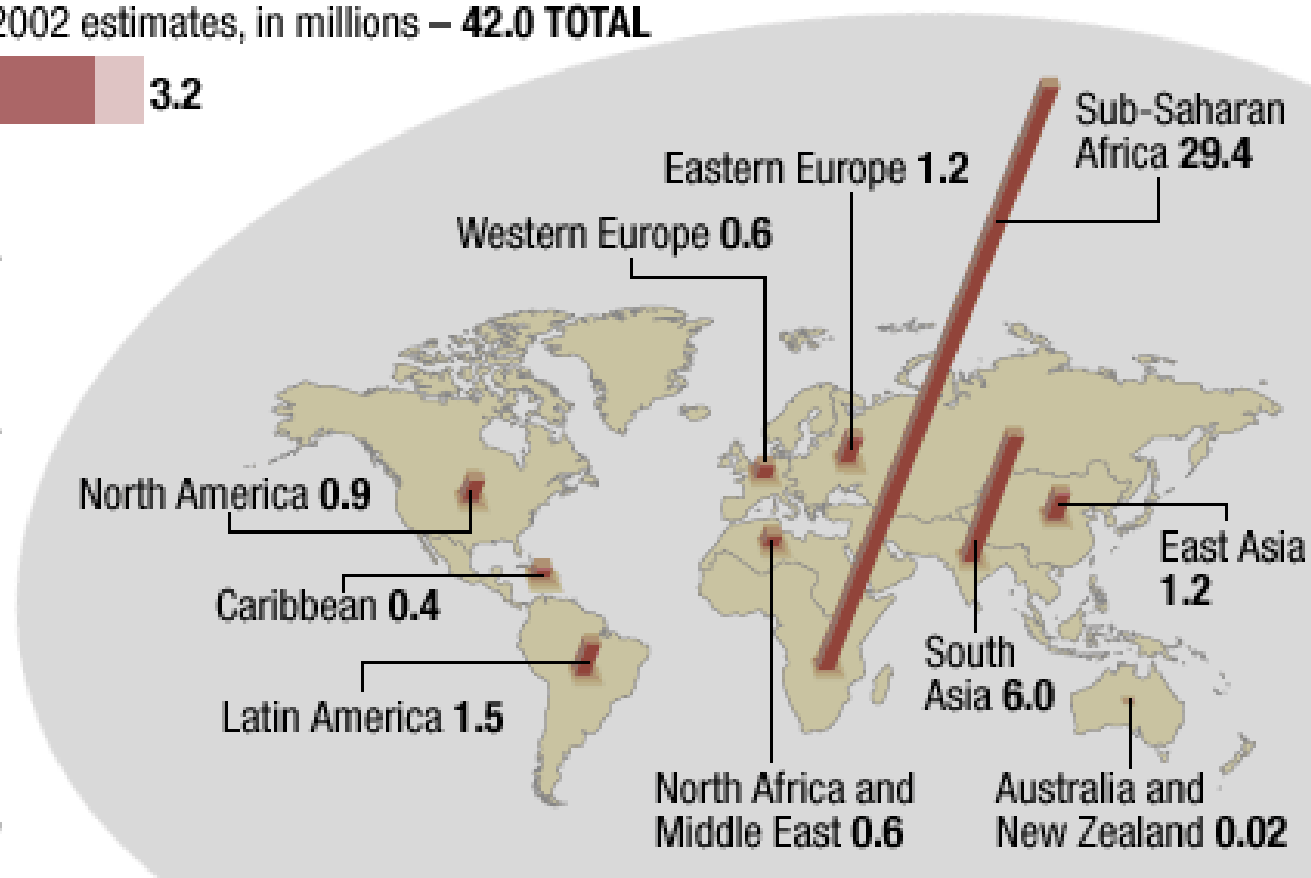 2002 estimates, in millions – 42.0 TOTAL
3.2
Sub-Saharan
Africa 29.4
Eastern Europe 1.2
Western Europe 0.6
North America 0.9
East Asia
1.2
Caribbean 0.4
South
Asia 6.0
Latin America 1.5
North Africa and
Middle East 0.6
Australia and
New Zealand 0.02